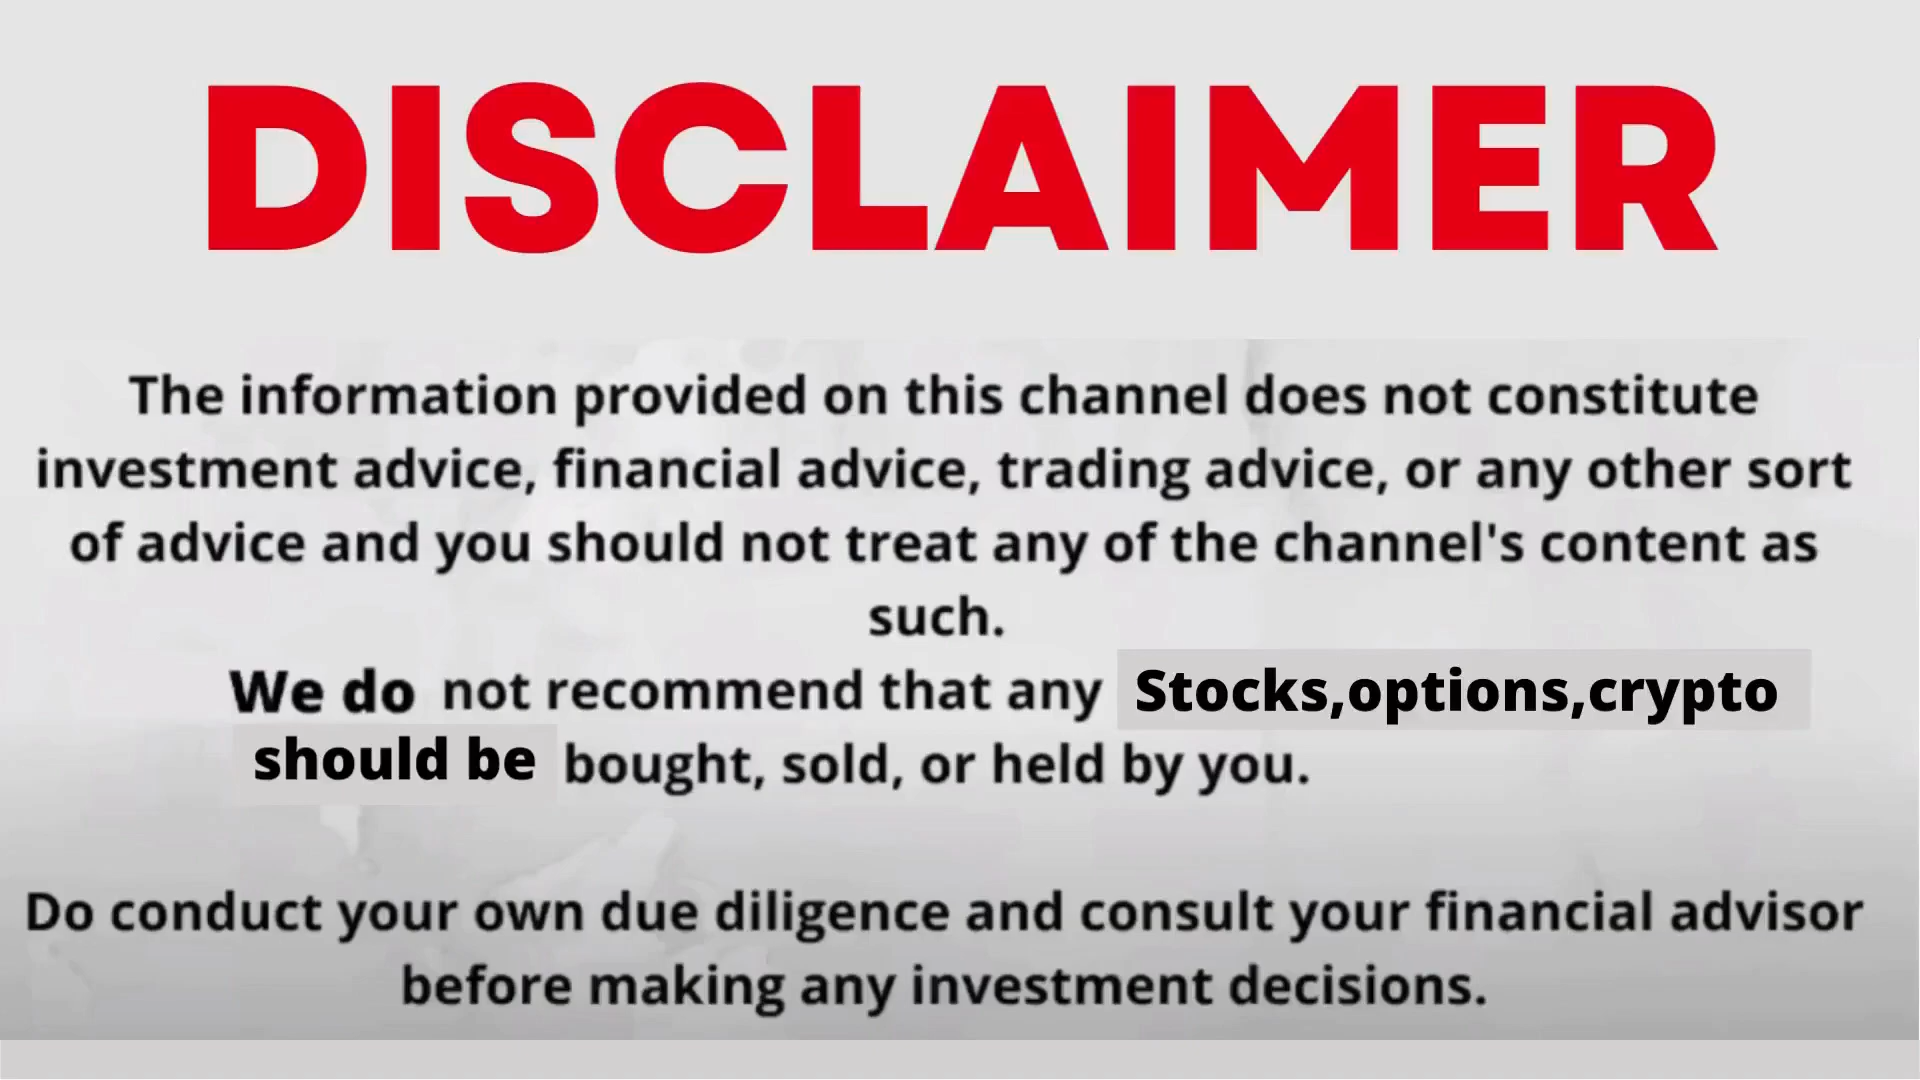 DISCLAIMER
The information provided on this channel does not constitute
investment advice, financial advice, trading advice, or any other sort
of advice and you should not treat any of the channel's content as
such.
We do not recommend that any Stocks,options,crypto
should be bought, sold, or held by you.
Do conduct your own due diligence and consult your financial advisor
before making any investment decisions.